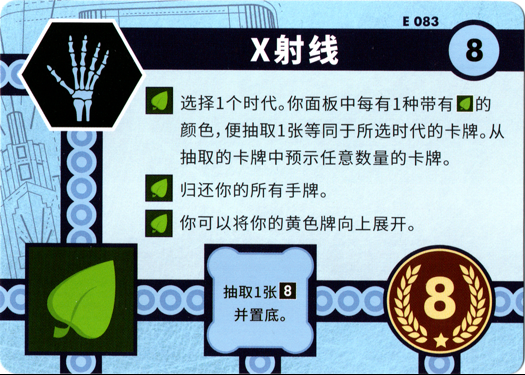 E 083
X射线
8
选择1个时代。你面板中每有1种带有的
颜色，便抽取1张等同于所选时代的卡牌。从
抽取的卡牌中预示任意数量的卡牌。
归还你的所有手牌。
你可以将你的黄色牌向上展开。
抽取1张8
并置底。
8